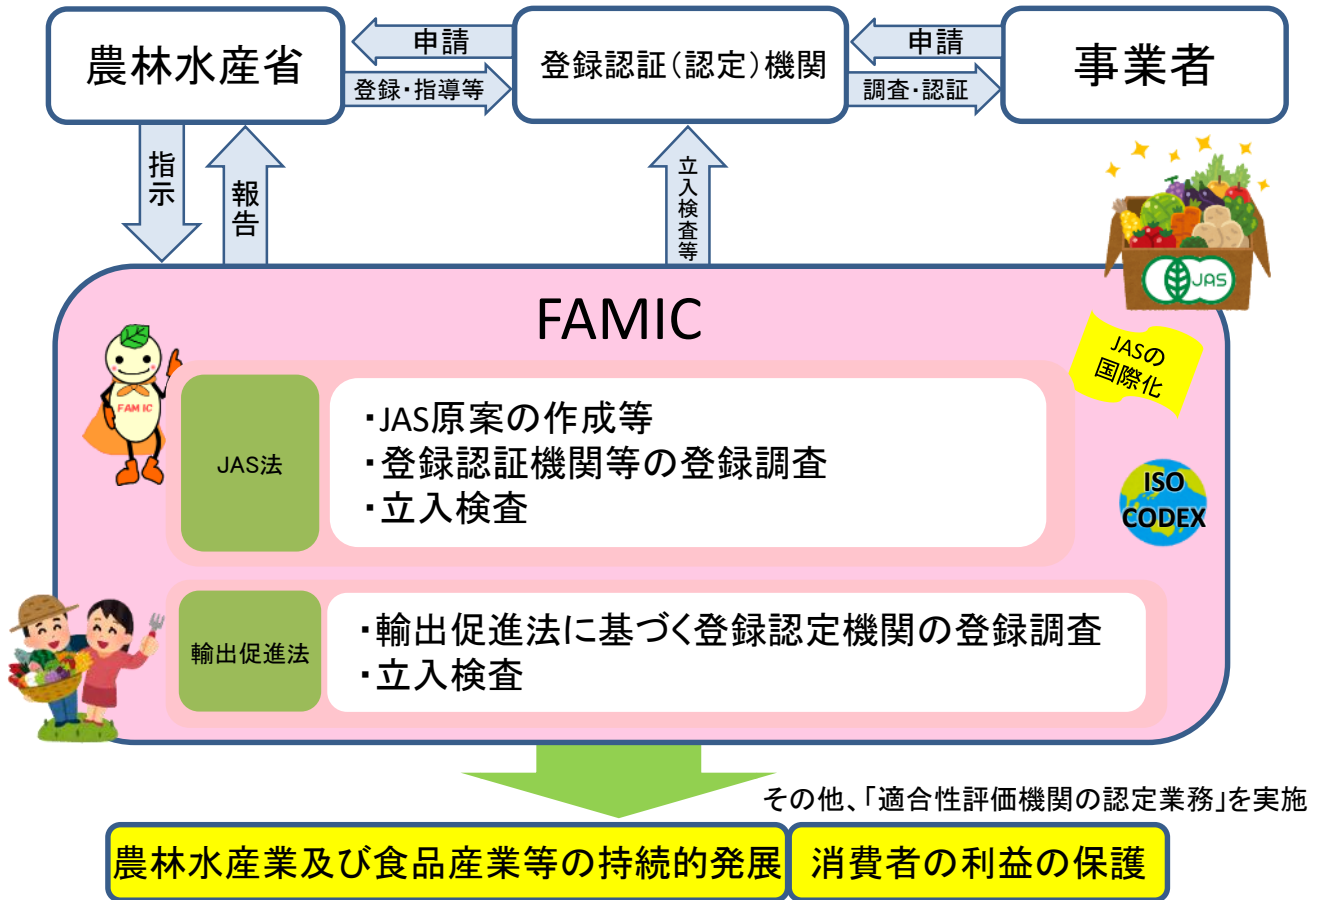 農林水産省
申請
登録・指導等
登録認証(認定)機関
申請
調査・認証
事業者
指示
報告
立入検査等
JAS
FAMIC
JASの
国際化
FAMIC
JAS法
・JAS原案の作成等
・登録認証機関等の登録調査
・立入検査
ISO
CODEX
輸出促進法
・輸出促進法に基づく登録認定機関の登録調査
・立入検査
その他、「適合性評価機関の認定業務」を実施
農林水産業及び食品産業等の持続的発展
消費者の利益の保護